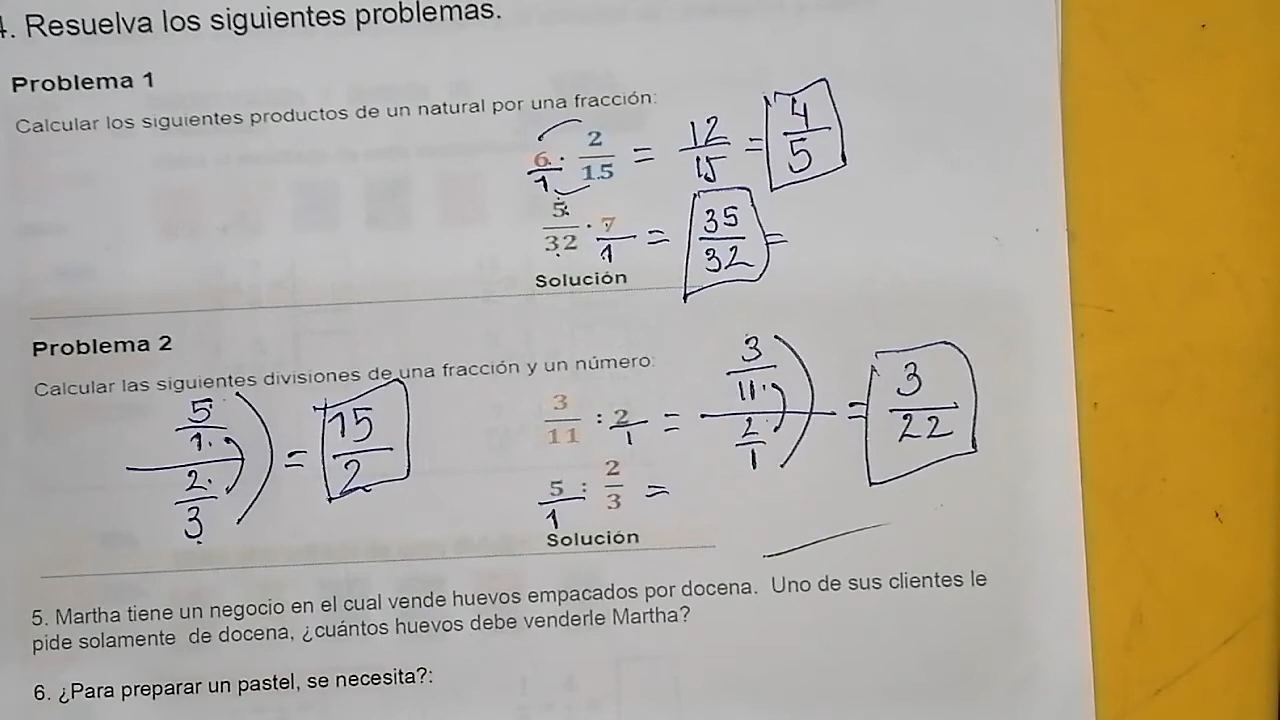 4. Resuelva los siguientes problemas.
Problema 1
Calcular los siguientes productos de un natural por una fracción:
6/1 · 2/15 = 12/15 = 4/5
5/32 · 7/1 = 35/32 =
Solución
Problema 2
Calcular las siguientes divisiones de una fracción y un número:
3/11 : 2/1 = 3/11 / 2/1 = 3/22
5/1 : 2/3 =
5/1 / 2/3 = 15/2
Solución
5. Martha tiene un negocio en el cual vende huevos empacados por docena. Uno de sus clientes le
pide solamente de docena, ¿cuántos huevos debe venderle Martha?
6. ¿Para preparar un pastel, se necesita?: